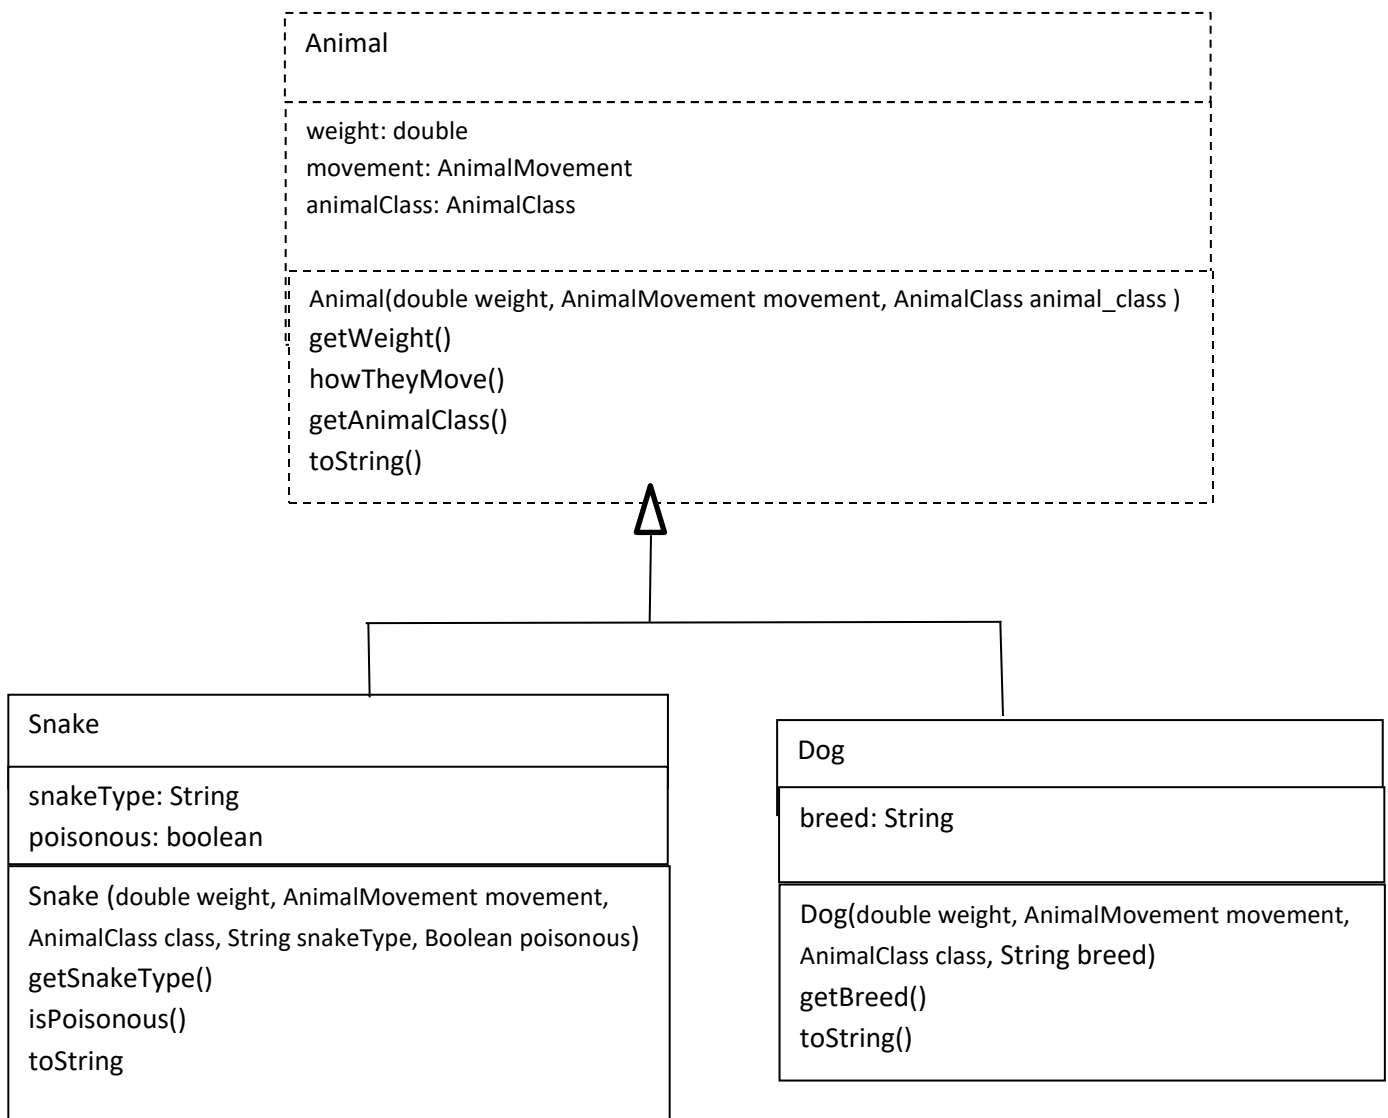 Animal
weight: double
movement: AnimalMovement
animalClass: AnimalClass
Animal(double weight, AnimalMovement movement, AnimalClass animal_class )
getWeight()
howTheyMove()
getAnimalClass()
toString()
Snake
snakeType: String
poisonous: boolean
Snake (double weight, AnimalMovement movement,
AnimalClass class, String snakeType, Boolean poisonous)
getSnakeType()
isPoisonous()
toString
Dog
breed: String
Dog(double weight, AnimalMovement movement,
AnimalClass class, String breed)
getBreed()
toString()